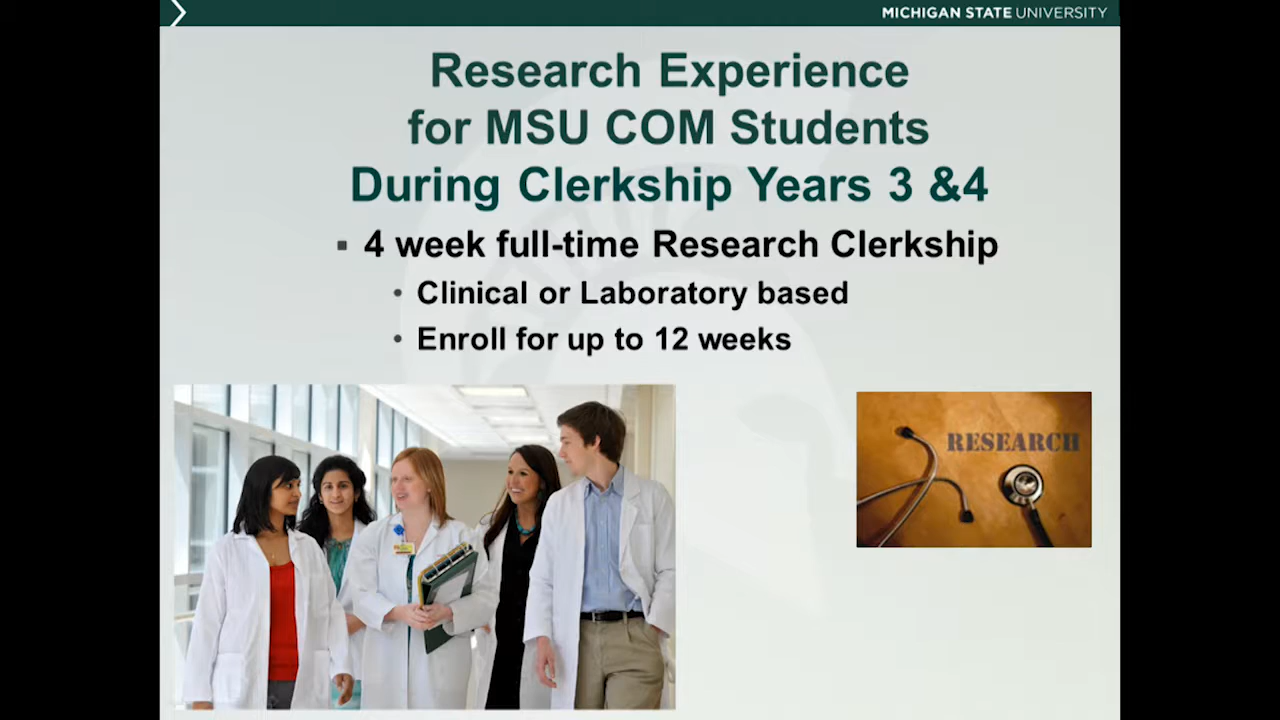 MICHIGAN STATE UNIVERSITY
Research Experience
for MSU COM Students
During Clerkship Years 3 &4
▪ 4 week full-time Research Clerkship
• Clinical or Laboratory based
• Enroll for up to 12 weeks
RESEARCH